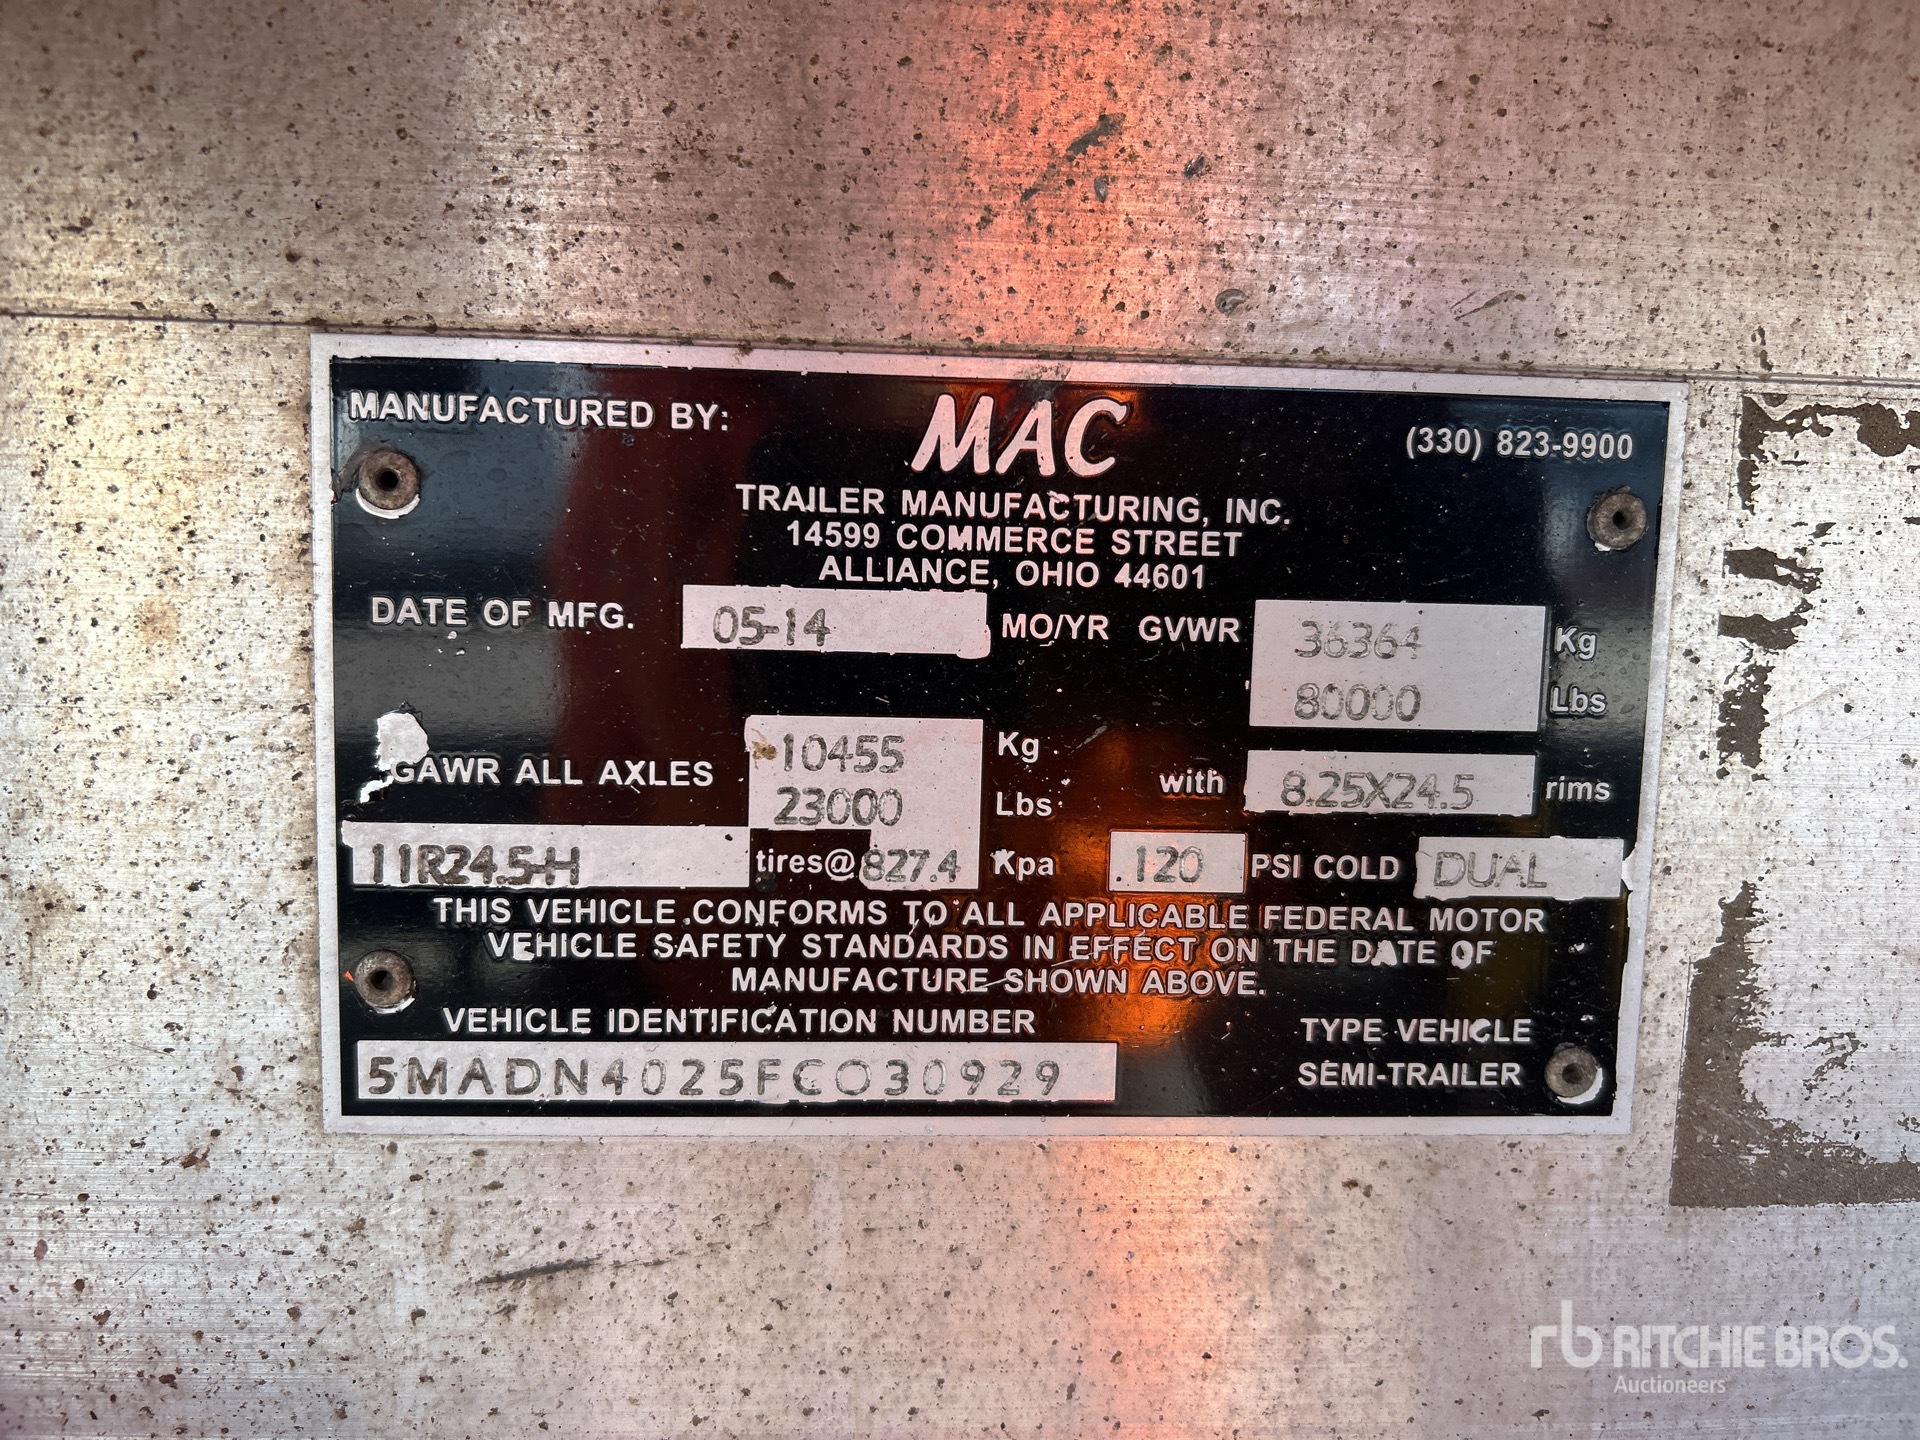 MANUFACTURED BY:
MAC
(330) 823-9900
TRAILER MANUFACTURING, INC.
14599 COMMERCE STREET
ALLIANCE, OHIO 44601
DATE OF MFG. 05-14 MO/YR GVWR 36364 Kg
80000 Lbs
GAWR ALL AXLES 10455 Kg
23000 Lbs
with 8.25X24.5 rims
11R24.5-H tires@ 827.4 Kpa .120 PSI COLD DUAL
THIS VEHICLE CONFORMS TO ALL APPLICABLE FEDERAL MOTOR
VEHICLE SAFETY STANDARDS IN EFFECT ON THE DATE OF
MANUFACTURE SHOWN ABOVE.
VEHICLE IDENTIFICATION NUMBER
5MADN4025FC030929
TYPE VEHICLE
SEMI-TRAILER
rb RITCHIE BROS.
Auctioneers